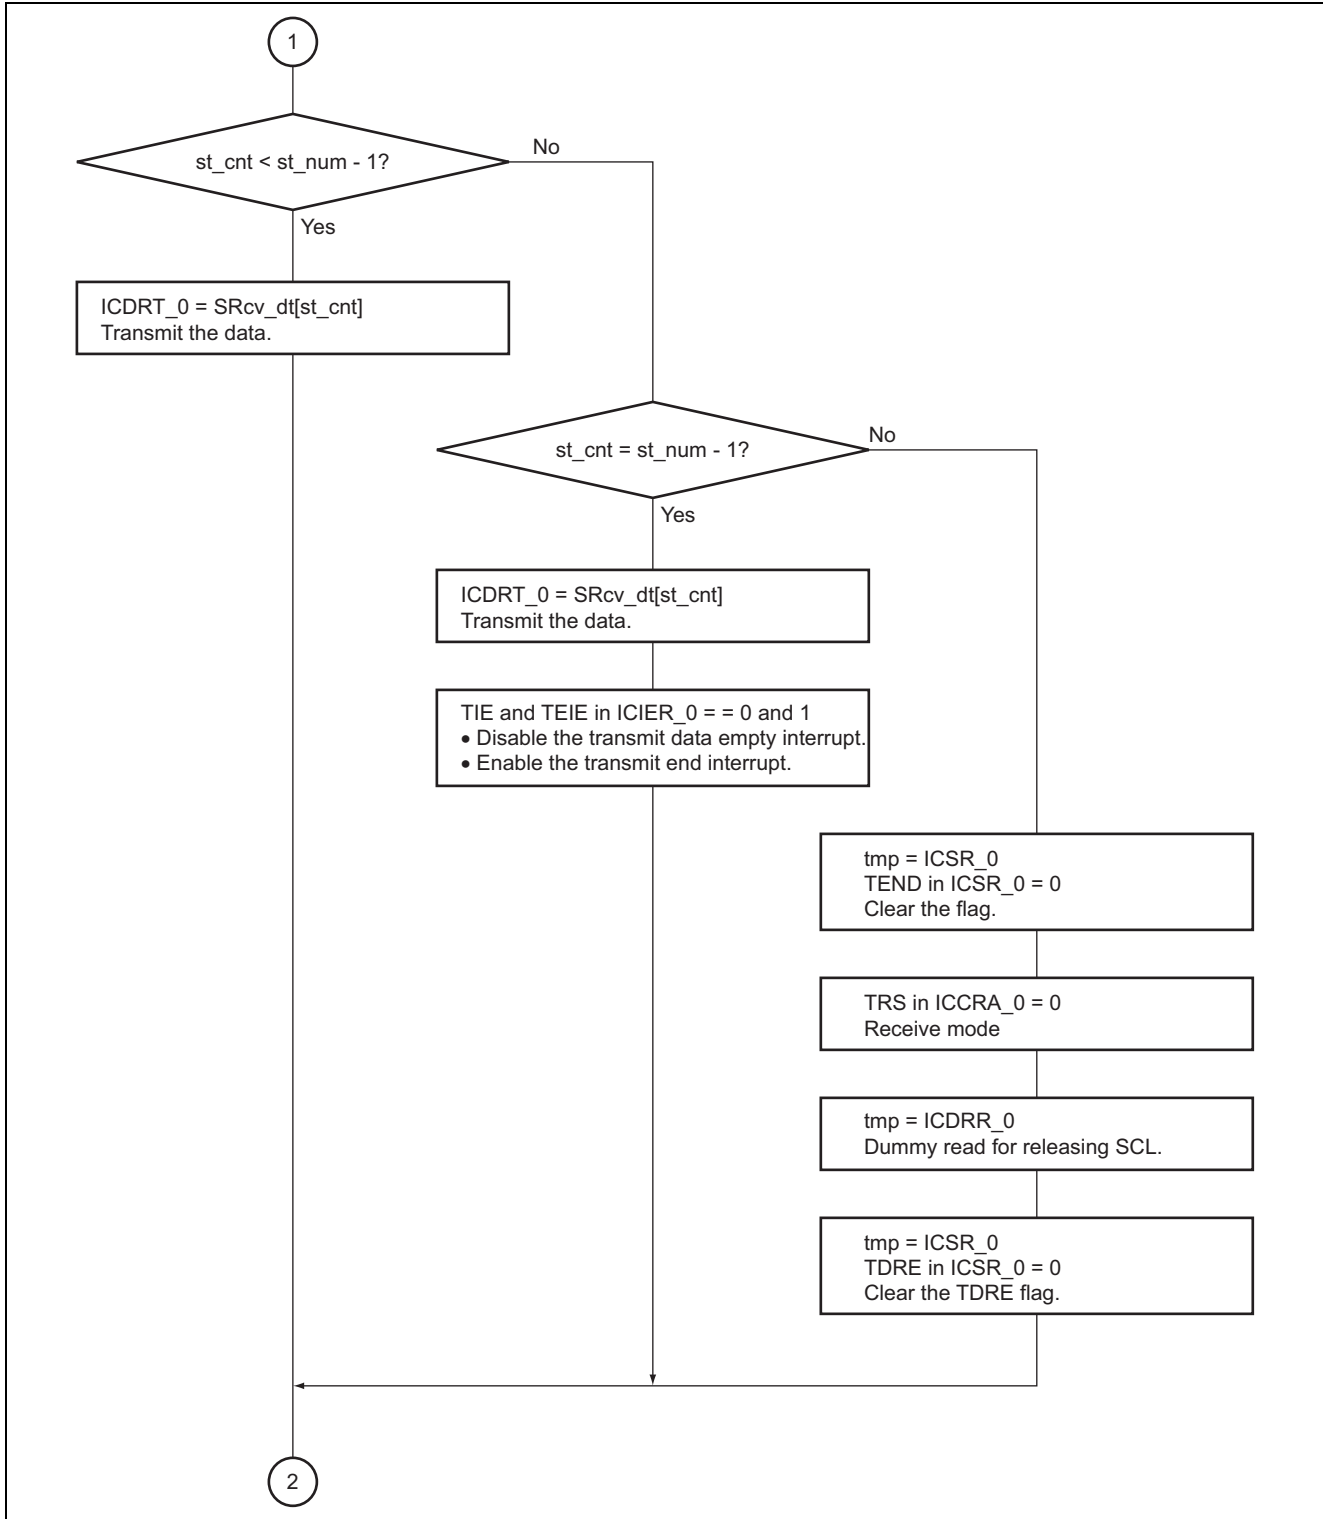 1
st_cnt < st_num - 1?
No
Yes
ICDRT_0 = SRcv_dt[st_cnt]
Transmit the data.
st_cnt = st_num - 1?
No
Yes
ICDRT_0 = SRcv_dt[st_cnt]
Transmit the data.
TIE and TEIE in ICIER_0 = = 0 and 1
• Disable the transmit data empty interrupt.
• Enable the transmit end interrupt.
tmp = ICSR_0
TEND in ICSR_0 = 0
Clear the flag.
TRS in ICCRA_0 = 0
Receive mode
tmp = ICDRR_0
Dummy read for releasing SCL.
tmp = ICSR_0
TDRE in ICSR_0 = 0
Clear the TDRE flag.
2